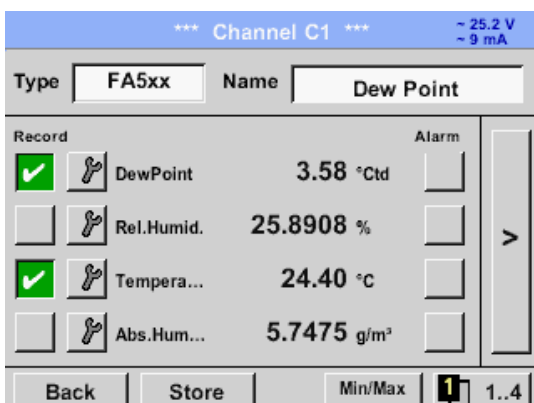 *** Channel C1 *** ~ 25.2 V
~ 9 mA
Type FA5xx Name Dew Point
Record Alarm
DewPoint 3.58 °Ctd
Rel.Humid. 25.8908 %
>
Tempera... 24.40 °C
Abs.Hum... 5.7475 g/m³
Back Store Min/Max 1 1..4